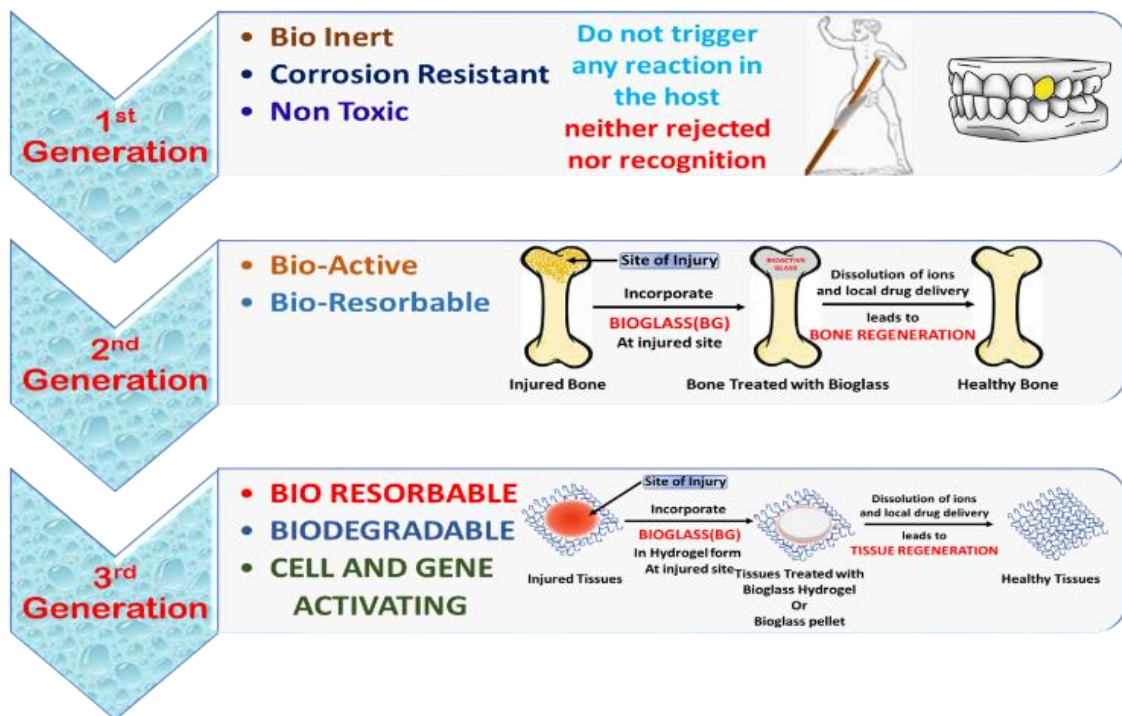 1st
Generation
• Bio Inert
• Corrosion Resistant
• Non Toxic
Do not trigger
any reaction in
the host
neither rejected
nor recognition
2nd
Generation
• Bio-Active
• Bio-Resorbable
Site of Injury
Incorporate
BIOGLASS(BG)
At injured site
Injured Bone
BIOACTIVE
GLASS
Bone Treated with Bioglass
Dissolution of ions
and local drug delivery
leads to
BONE REGENERATION
Healthy Bone
3rd
Generation
• BIO RESORBABLE
• BIODEGRADABLE
• CELL AND GENE
ACTIVATING
Site of Injury
Incorporate
BIOGLASS(BG)
In Hydrogel form
At injured site
Injured Tissues
Tissues Treated with
Bioglass Hydrogel
Or
Bioglass pellet
Dissolution of ions
and local drug delivery
leads to
TISSUE REGENERATION
Healthy Tissues